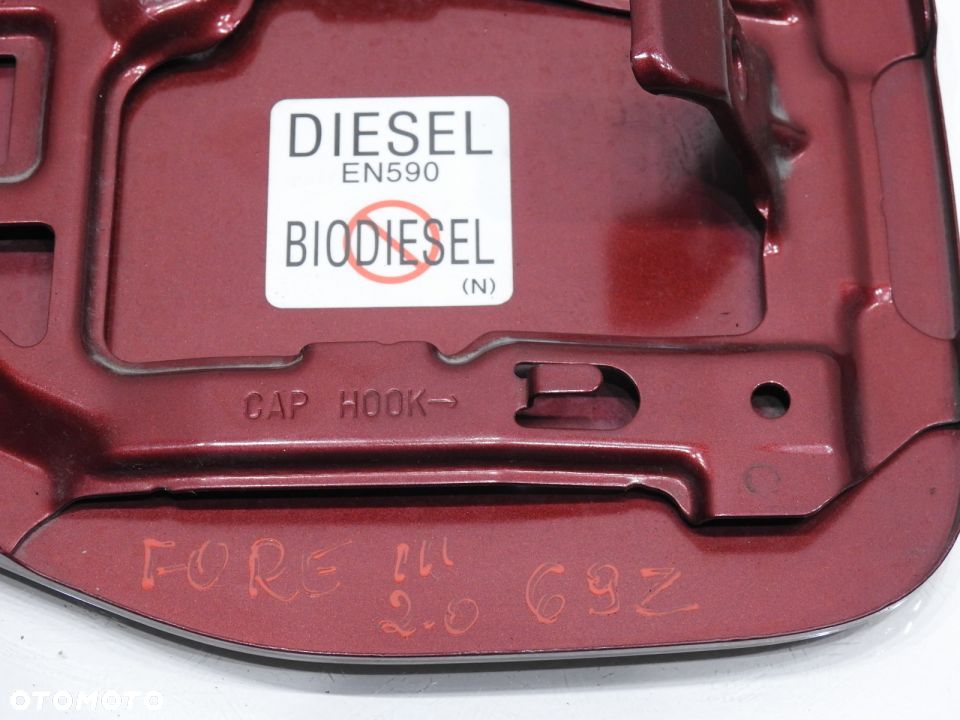 DIESEL
EN590
BIODIESEL
(N)
CAP HOOK→
C
FORE III
2.0 69Z
OTOMOTO